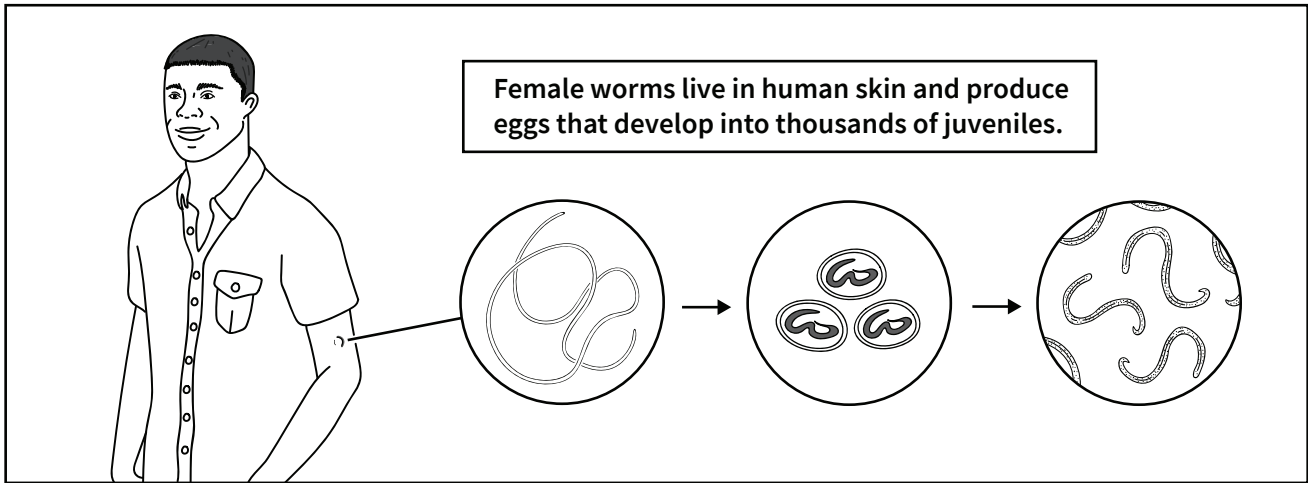 Female worms live in human skin and produce
eggs that develop into thousands of juveniles.